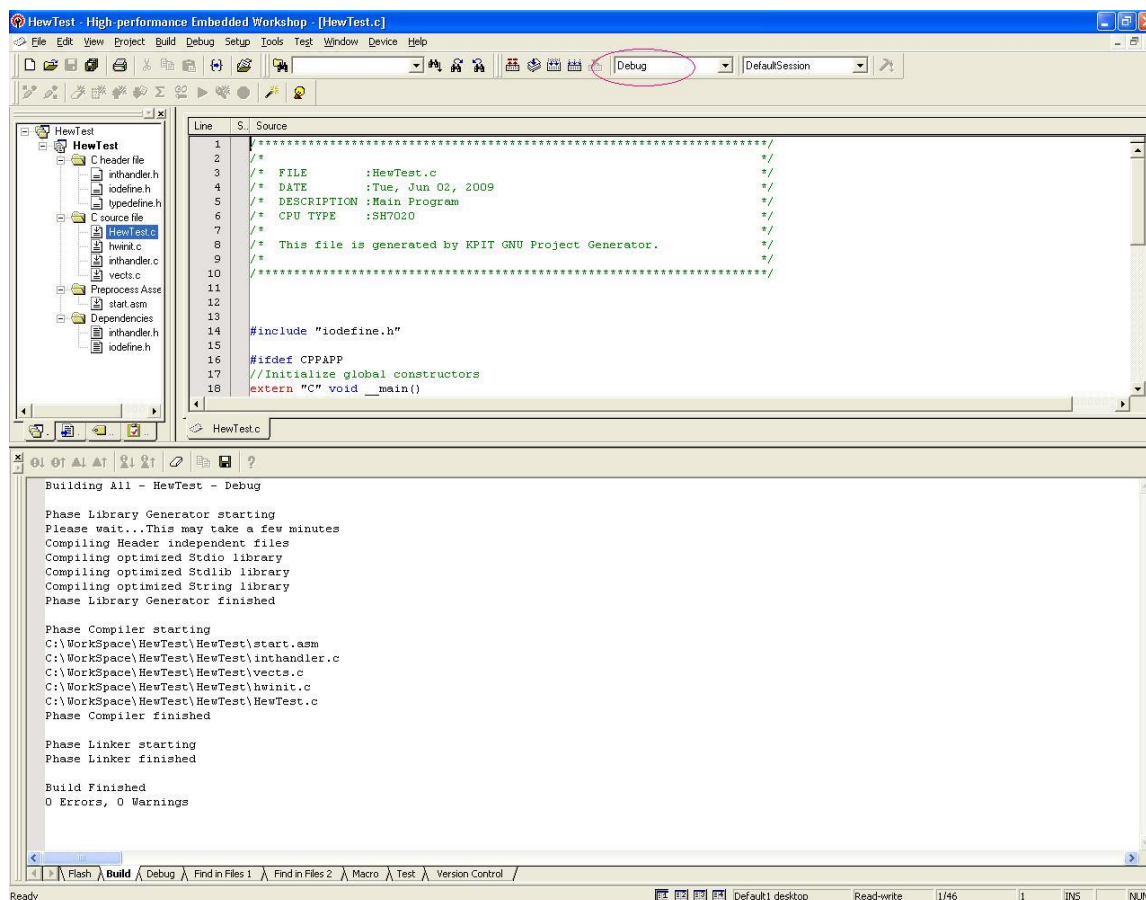 HewTest - High-performance Embedded Workshop - [HewTest.c]
File Edit View Project Build Debug Setup Tools Test Window Device Help
Debug DefaultSession
HewTest
HewTest
C header file
inthandler.h
iodefine.h
typedefine.h
C source file
HewTest.c
hwinit.c
inthandler.c
vects.c
Preprocess Asse
start.asm
Dependencies
inthandler.h
iodefine.h
Line S.. Source
1 /***********************************************************************/
2 /* */
3 /* FILE :HewTest.c */
4 /* DATE :Tue, Jun 02, 2009 */
5 /* DESCRIPTION :Main Program */
6 /* CPU TYPE :SH7020 */
7 /* */
8 /* This file is generated by KPIT GNU Project Generator. */
9 /* */
10 /***********************************************************************/
11
12
13
14 #include "iodefine.h"
15
16 #ifdef CPPAPP
17 //Initialize global constructors
18 extern "C" void __main()
HewTest.c
Building All - HewTest - Debug
Phase Library Generator starting
Please wait...This may take a few minutes
Compiling Header independent files
Compiling optimized Stdio library
Compiling optimized Stdlib library
Compiling optimized String library
Phase Library Generator finished
Phase Compiler starting
C:\WorkSpace\HewTest\HewTest\start.asm
C:\WorkSpace\HewTest\HewTest\inthandler.c
C:\WorkSpace\HewTest\HewTest\vects.c
C:\WorkSpace\HewTest\HewTest\hwinit.c
C:\WorkSpace\HewTest\HewTest\HewTest.c
Phase Compiler finished
Phase Linker starting
Phase Linker finished
Build Finished
0 Errors, 0 Warnings
Flash Build Debug Find in Files 1 Find in Files 2 Macro Test Version Control
Ready Default1 desktop Read-write 1/46 1 INS NUM